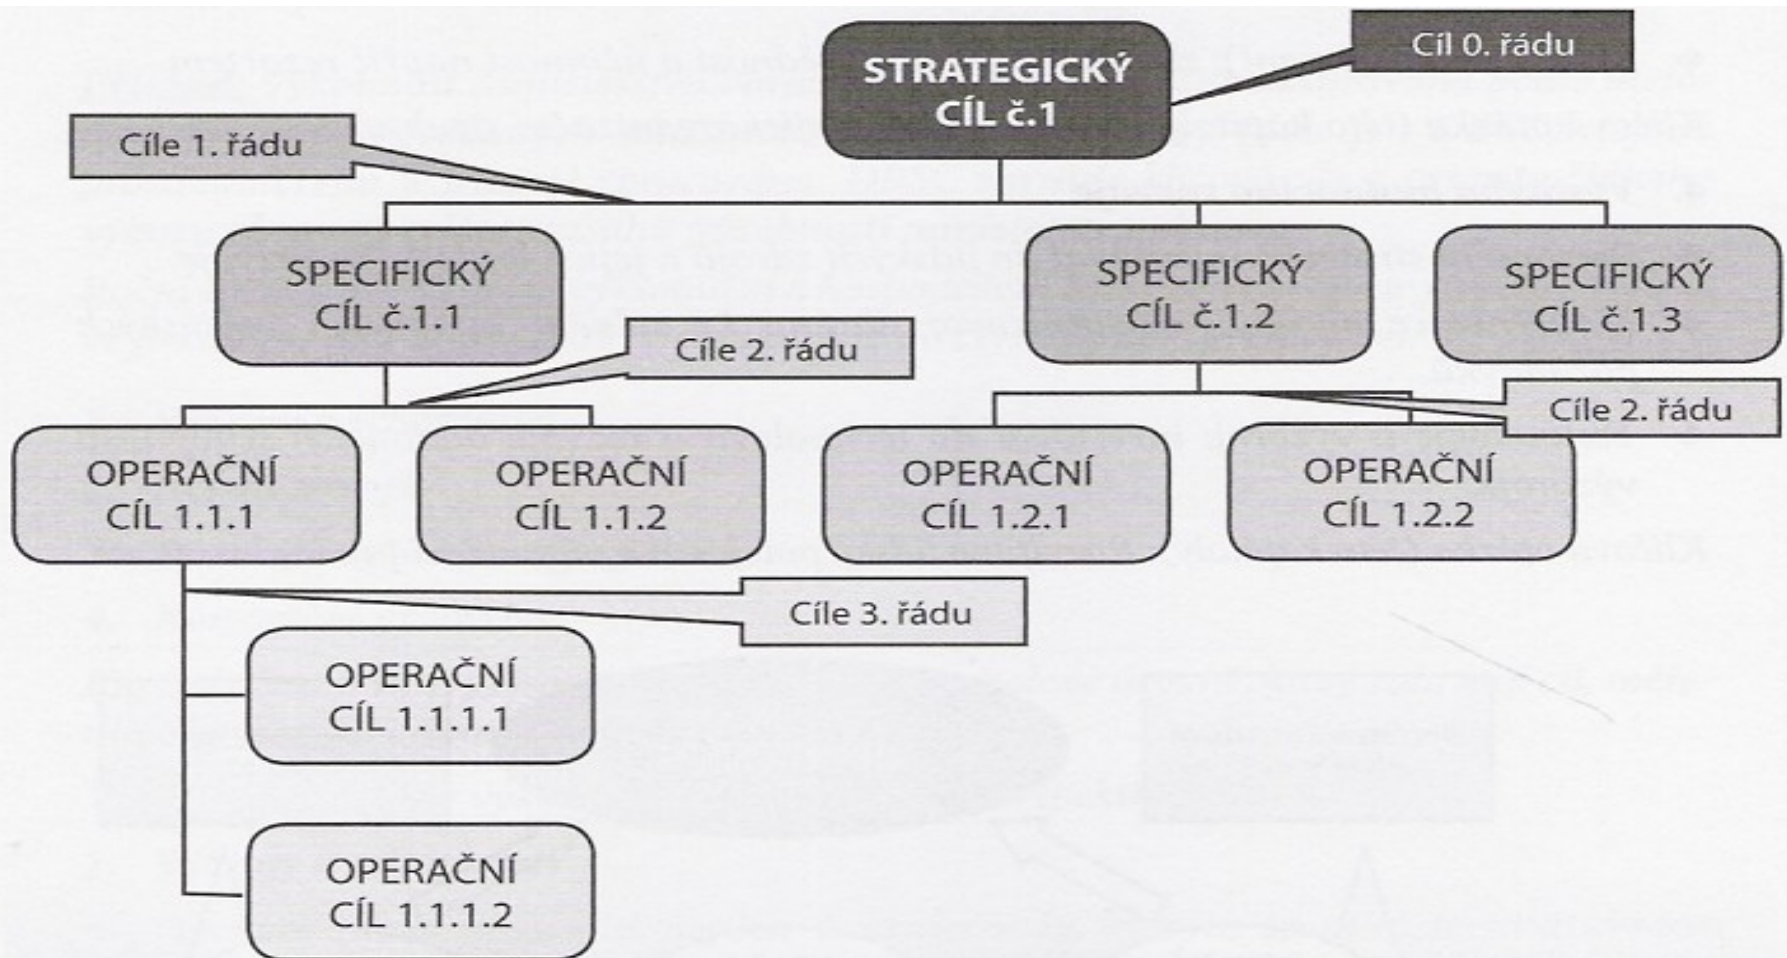 STRATEGICKÝ
CÍL č.1
Cíl 0. řádu
Cíle 1. řádu
SPECIFICKÝ
CÍL č.1.1
SPECIFICKÝ
CÍL č.1.2
SPECIFICKÝ
CÍL č.1.3
Cíle 2. řádu
Cíle 2. řádu
OPERAČNÍ
CÍL 1.1.1
OPERAČNÍ
CÍL 1.1.2
OPERAČNÍ
CÍL 1.2.1
OPERAČNÍ
CÍL 1.2.2
Cíle 3. řádu
OPERAČNÍ
CÍL 1.1.1.1
OPERAČNÍ
CÍL 1.1.1.2